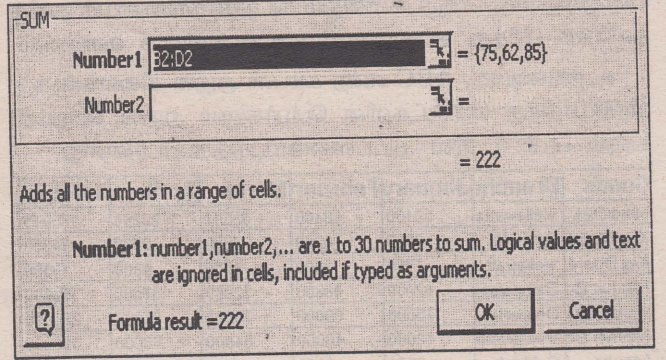 SUM
Number1 B2:D2 = {75,62,85}
Number2 =
= 222
Adds all the numbers in a range of cells.
Number1: number1,number2,... are 1 to 30 numbers to sum. Logical values and text
are ignored in cells, included if typed as arguments.
? Formula result =222 OK Cancel